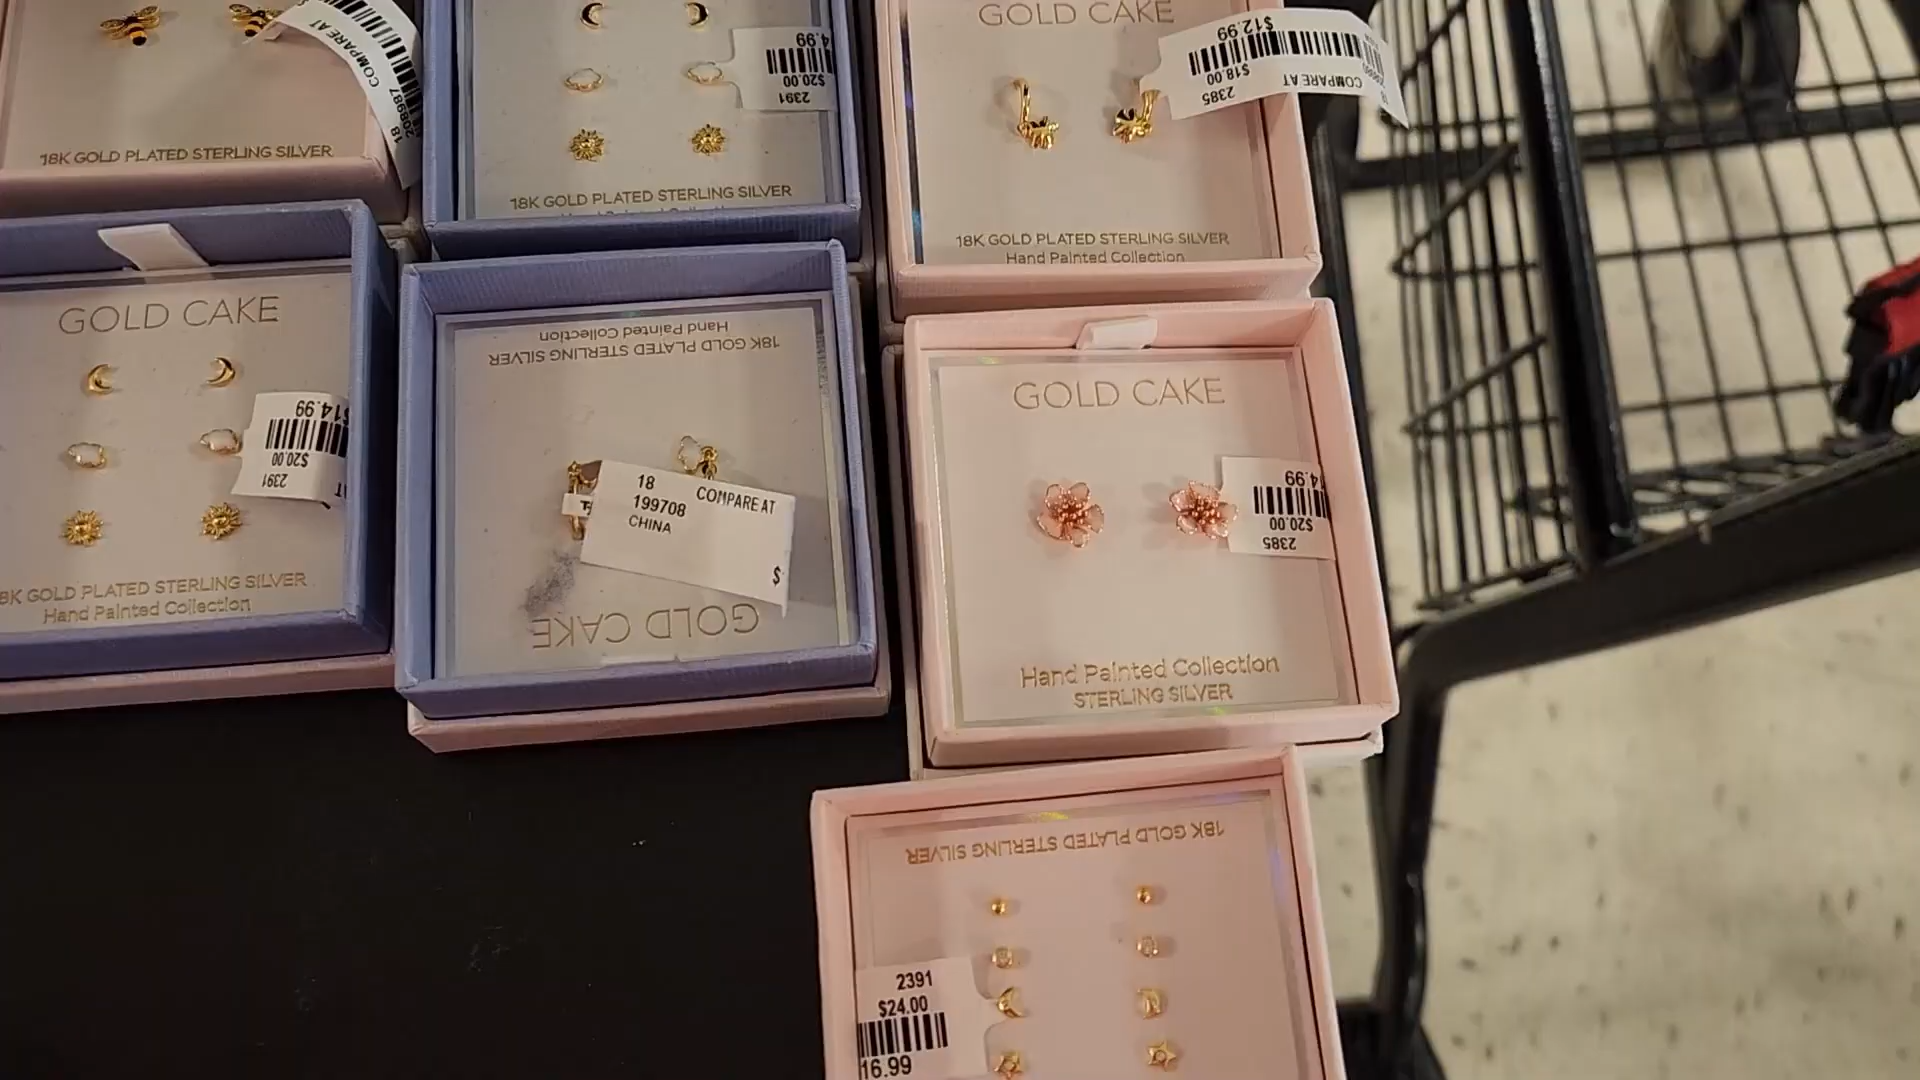 18K GOLD PLATED STERLING SILVER
COMPARE AT
208987
18
4.99
$20.00
2391
18K GOLD PLATED STERLING SILVER
GOLD CAKE
$12.99
$18.00
COMPARE AT
2385
18K GOLD PLATED STERLING SILVER
Hand Painted Collection
GOLD CAKE
$14.99
$20.00
2391
8K GOLD PLATED STERLING SILVER
Hand Painted Collection
GOLD CAKE
18
199708
CHINA
COMPARE AT
$
Hand Painted Collection
18K GOLD PLATED STERLING SILVER
GOLD CAKE
4.99
$20.00
2385
Hand Painted Collection
STERLING SILVER
18K GOLD PLATED STERLING SILVER
2391
$24.00
16.99